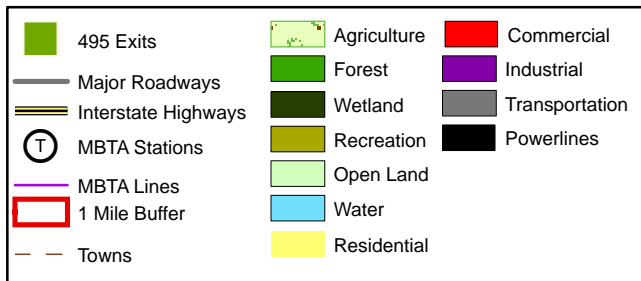 495 Exits
Major Roadways
Interstate Highways
T MBTA Stations
MBTA Lines
1 Mile Buffer
Towns
Agriculture
Forest
Wetland
Recreation
Open Land
Water
Residential
Commercial
Industrial
Transportation
Powerlines